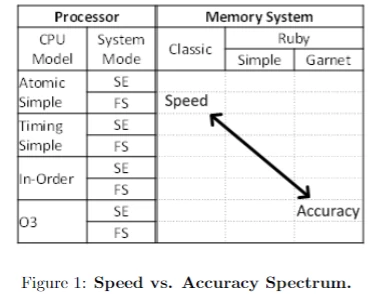 Processor Memory System
CPU Model System Mode Classic Ruby
Simple Garnet
Atomic Simple SE
FS Speed
Timing Simple SE
FS
In-Order SE
FS
O3 SE Accuracy
FS
Figure 1: Speed vs. Accuracy Spectrum.